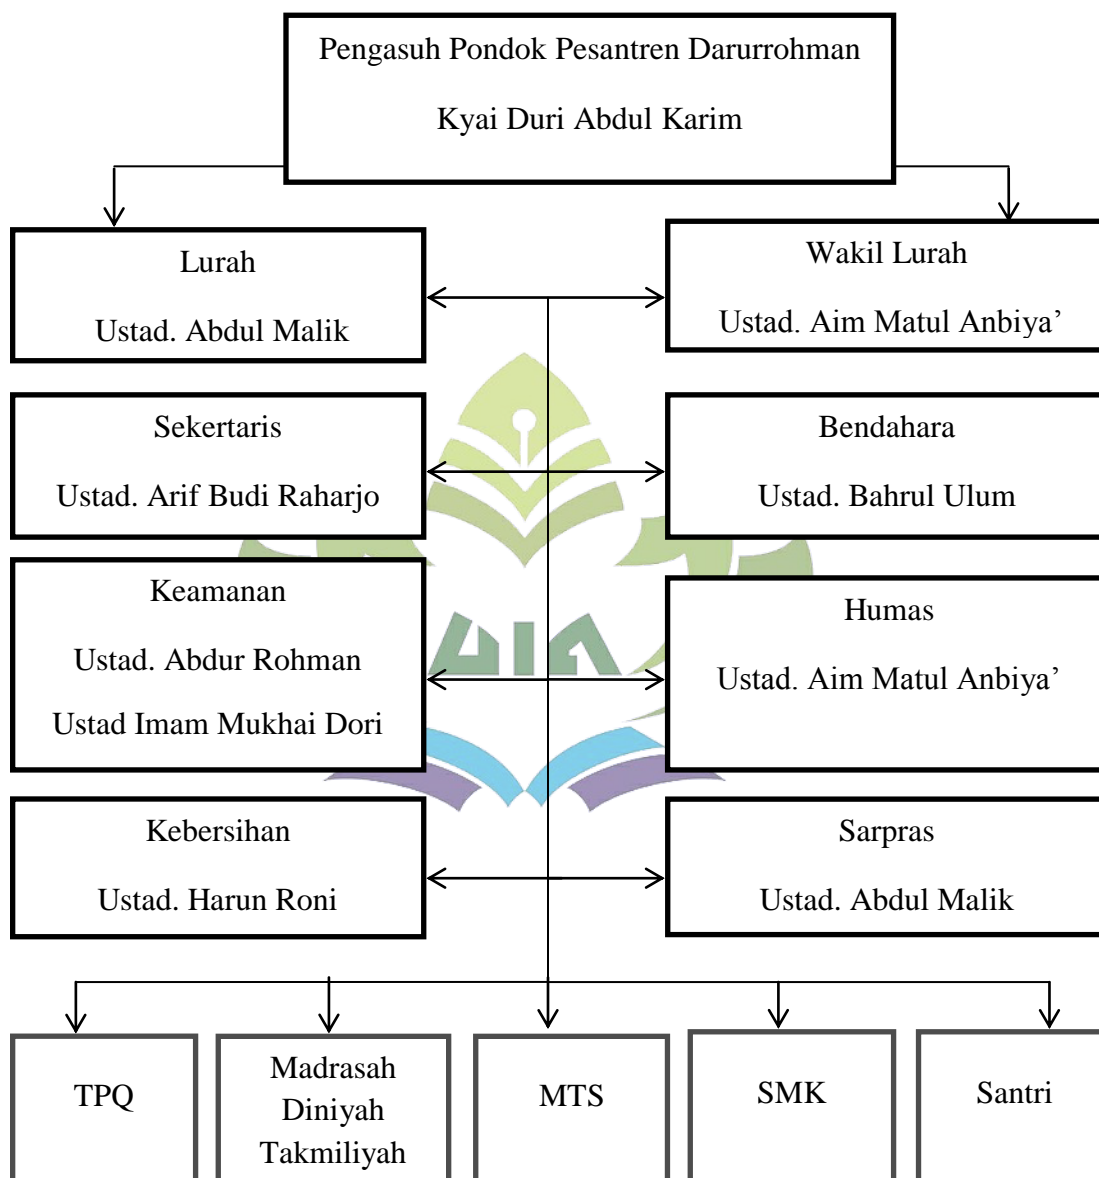 Pengasuh Pondok Pesantren Darurrohman
Kyai Duri Abdul Karim
Lurah
Ustad. Abdul Malik
Wakil Lurah
Ustad. Aim Matul Anbiya’
Sekertaris
Ustad. Arif Budi Raharjo
Bendahara
Ustad. Bahrul Ulum
Keamanan
Ustad. Abdur Rohman
Ustad Imam Mukhai Dori
Humas
Ustad. Aim Matul Anbiya’
UIN
Kebersihan
Ustad. Harun Roni
Sarpras
Ustad. Abdul Malik
TPQ
Madrasah
Diniyah
Takmiliyah
MTS
SMK
Santri